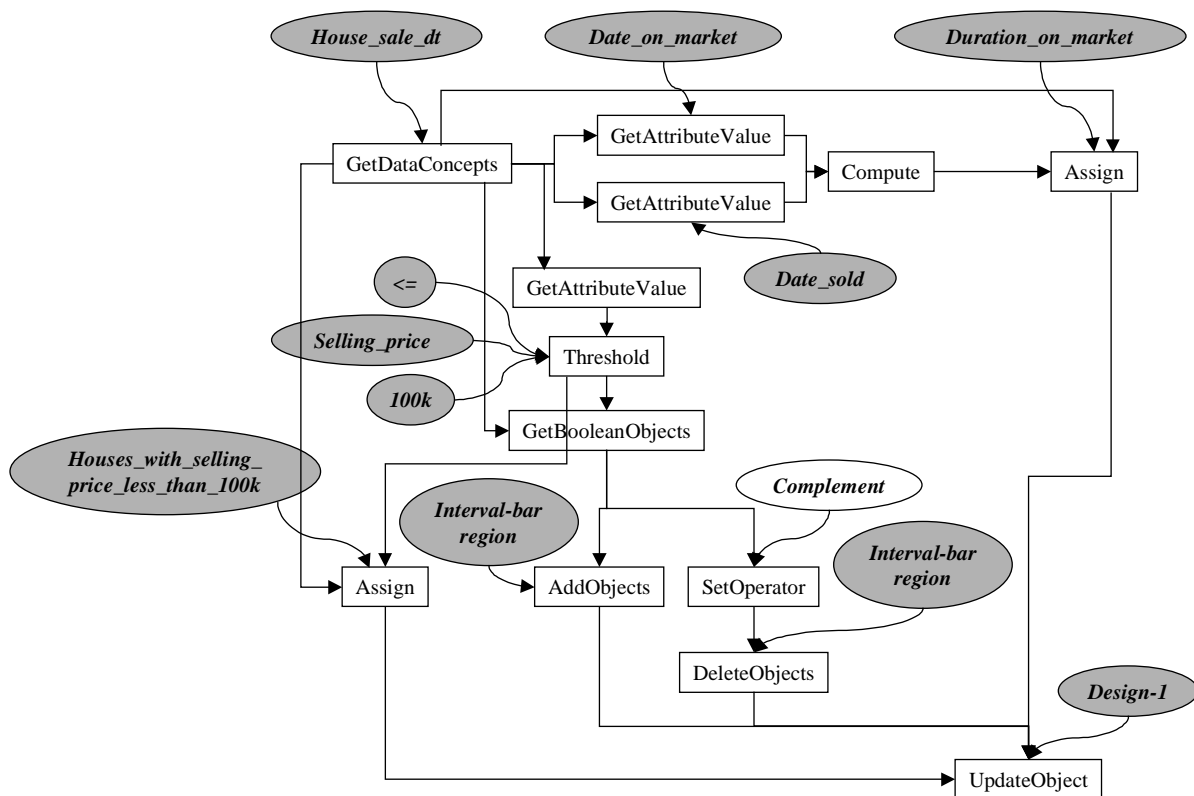 House_sale_dt
Date_on_market
Duration_on_market
GetAttributeValue
GetDataConcepts
Compute
Assign
GetAttributeValue
<=
GetAttributeValue
Date_sold
Selling_price
Threshold
100k
GetBooleanObjects
Houses_with_selling_
price_less_than_100k
Interval-bar
region
Complement
Interval-bar
region
Assign
AddObjects
SetOperator
DeleteObjects
Design-1
UpdateObject